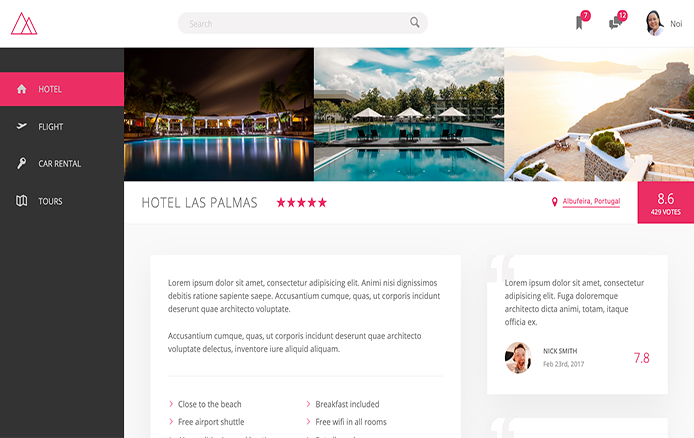 Search
7
12
Noi
HOTEL
FLIGHT
CAR RENTAL
TOURS
HOTEL LAS PALMAS
Albufeira, Portugal
8.6
429 VOTES
Lorem ipsum dolor sit amet, consectetur adipisicing elit. Animi nisi dignissimos
debitis ratione sapiente saepe. Accusantium cumque, quas, ut corporis incidunt
deserunt quae architecto voluptate.
Accusantium cumque, quas, ut corporis incidunt deserunt quae architecto
voluptate delectus, inventore iure aliquid aliquam.
Close to the beach
Breakfast included
Free airport shuttle
Free wifi in all rooms
Lorem ipsum dolor sit amet, consectetur
adipisicing elit. Fuga doloremque
architecto dicta animi, totam, itaque
officia ex.
NICK SMITH
Feb 23rd, 2017
7.8